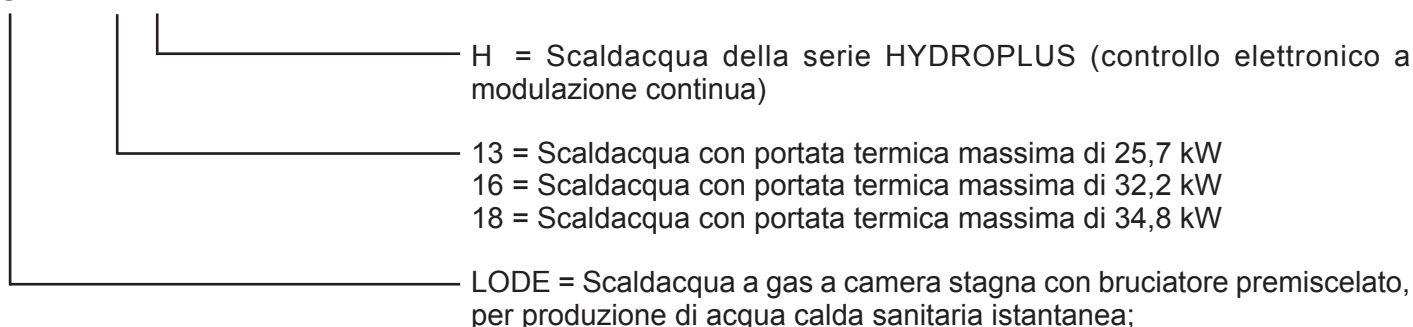 H = Scaldacqua della serie HYDROPLUS (controllo elettronico a
modulazione continua)
13 = Scaldacqua con portata termica massima di 25,7 kW
16 = Scaldacqua con portata termica massima di 32,2 kW
18 = Scaldacqua con portata termica massima di 34,8 kW
LODE = Scaldacqua a gas a camera stagna con bruciatore premiscelato,
per produzione di acqua calda sanitaria istantanea;